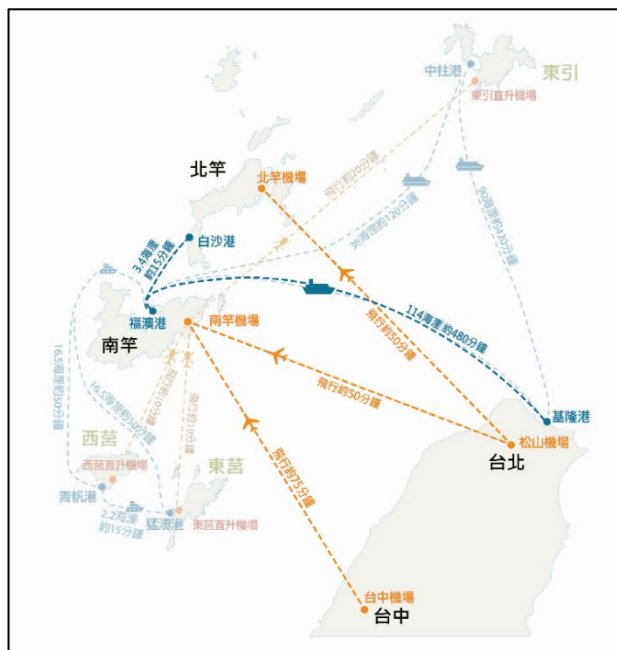 中柱港
東引
東引直升機場
北竿
北竿機場
飛行約20分鐘
36海浬約120分鐘
90海浬約420分鐘
白沙港
3.4海浬
約15分鐘
福澳港
南竿
南竿機場
114海浬 約480分鐘
飛行約50分鐘
飛行約50分鐘
16.5海浬約50分鐘
16.5海浬約50分鐘
飛行約10分鐘
飛行約10分鐘
飛行約75分鐘
基隆港
松山機場
台北
西莒
東莒
西莒直升機場
青帆港
猛澳港
東莒直升機場
2.2海浬
約15分鐘
台中機場
台中